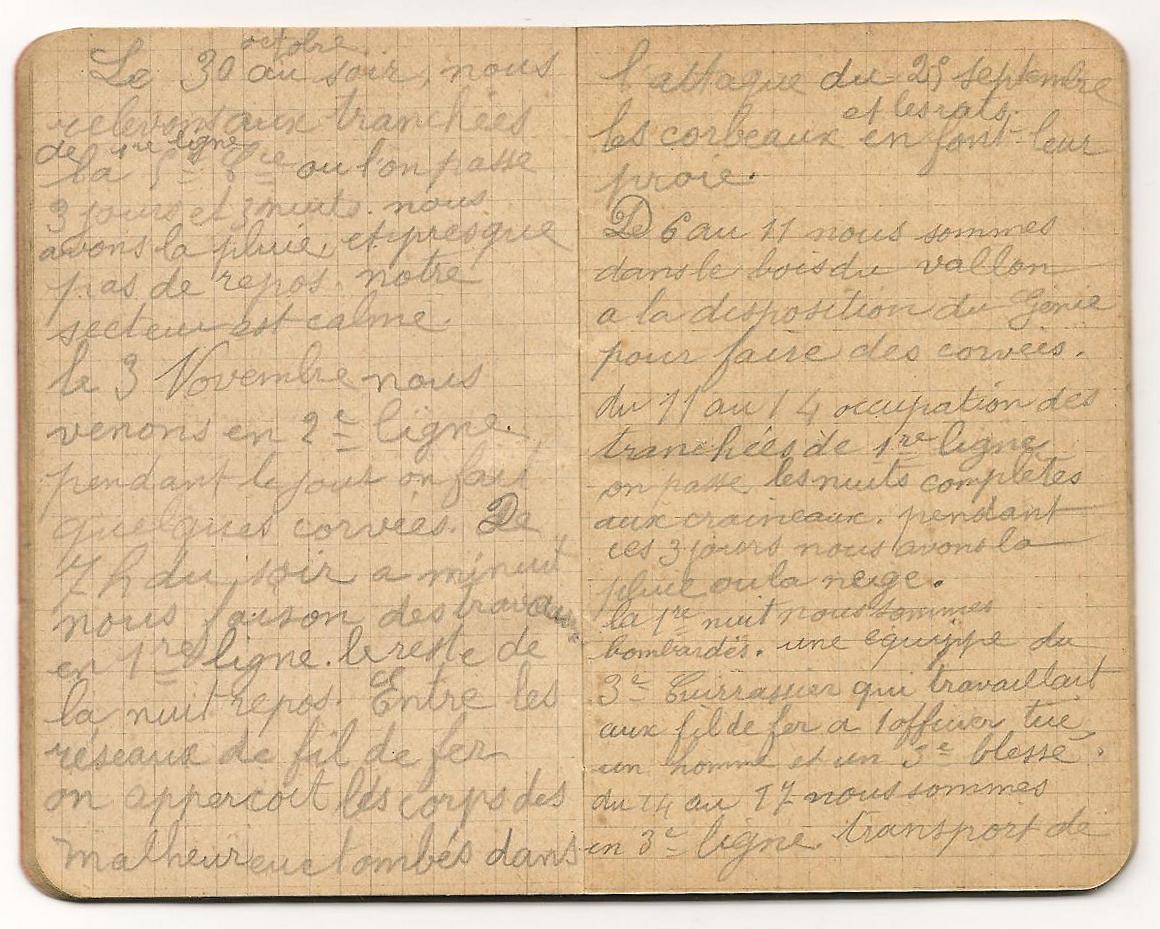 octobre
Le 30 au soir, nous
relevons aux tranchées
de 1re ligne
la 5e Cie ou l'on passe
3 jours et 3 nuits. nous
avons la pluie, et presque
pas de repos. notre
secteur est calme.
le 3 Novembre nous
venons en 2e ligne.
pendant le jour on fait
quelques corvées. De
7 h du soir a minuit
nous faison des travaux
en 1re ligne. le reste de
la nuit repos. Entre les
réseaux de fil de fer
on appercoit les corps des
malheureux tombés dans
l'attaque du 25 septembre
et les rats
les corbeaux en font leur
proie.
De 6 au 11 nous sommes
dans le bois du vallon
a la disposition du Génie
pour faire des corvées.
du 11 au 14 occupation des
tranchées de 1re ligne
on passe les nuits complètes
aux craineaux. pendant
ces 3 jours nous avons la
pluie ou la neige.
la 1re nuit nous sommes
bombardés. une equippe du
3e Cuirrassier qui travaillait
aux fil de fer a 1 officier tué,
un homme et un 3e blessé.
du 14 au 17 nous sommes
en 3e ligne transport de